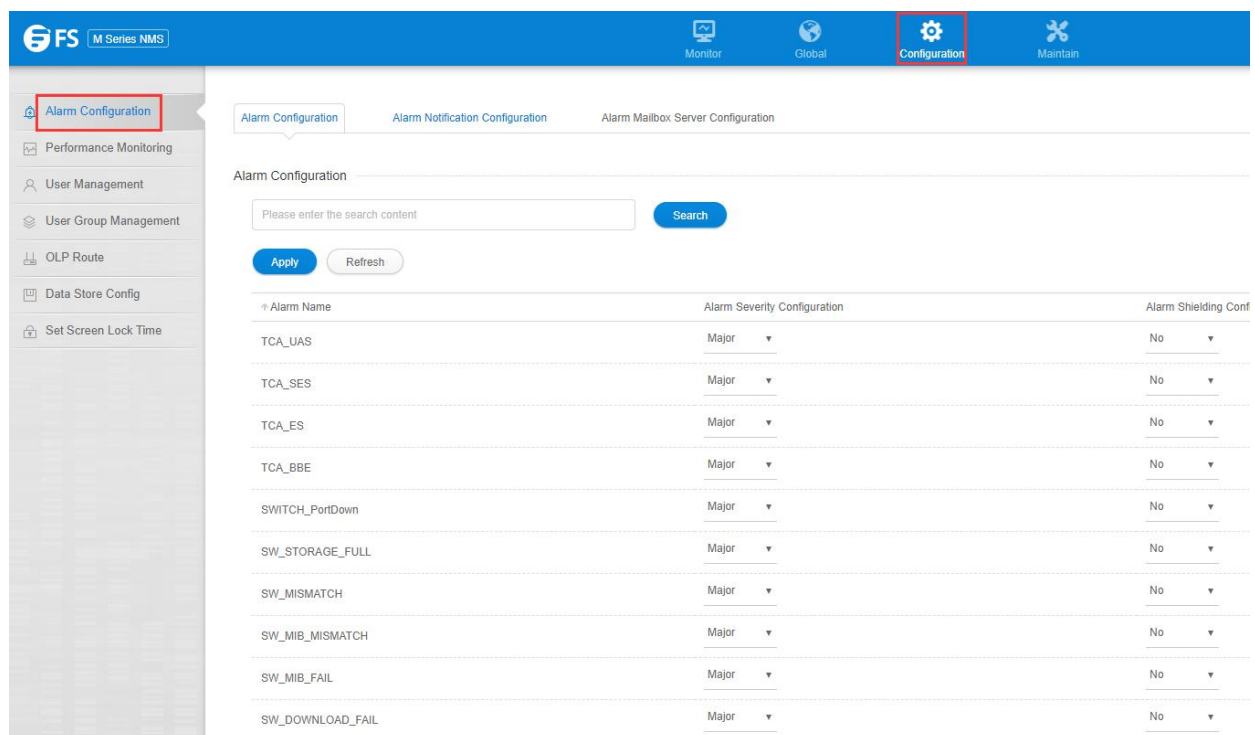 FS M Series NMS
Monitor Global Configuration Maintain
Alarm Configuration
Performance Monitoring
User Management
User Group Management
OLP Route
Data Store Config
Set Screen Lock Time
Alarm Configuration Alarm Notification Configuration Alarm Mailbox Server Configuration
Alarm Configuration
Please enter the search content Search
Apply Refresh
Alarm Name Alarm Severity Configuration Alarm Shielding Confi
TCA_UAS Major No
TCA_SES Major No
TCA_ES Major No
TCA_BBE Major No
SWITCH_PortDown Major No
SW_STORAGE_FULL Major No
SW_MISMATCH Major No
SW_MIB_MISMATCH Major No
SW_MIB_FAIL Major No
SW_DOWNLOAD_FAIL Major No